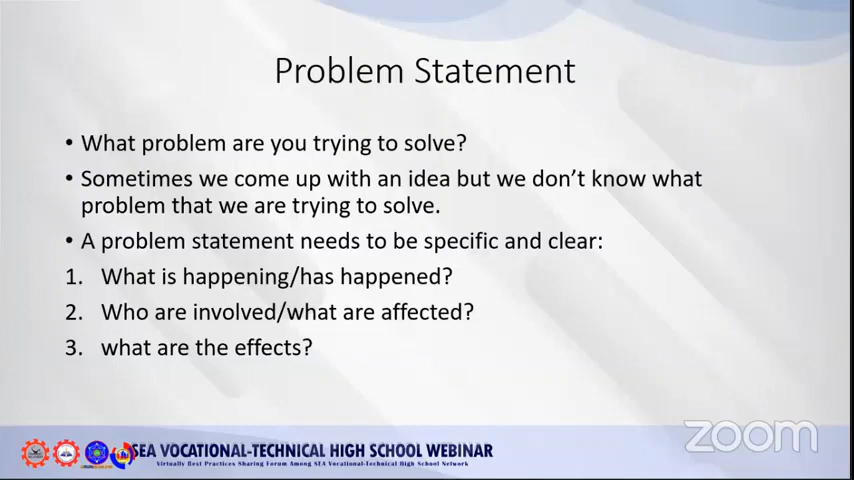 Problem Statement
• What problem are you trying to solve?
• Sometimes we come up with an idea but we don't know what
problem that we are trying to solve.
• A problem statement needs to be specific and clear:
1. What is happening/has happened?
2. Who are involved/what are affected?
3. what are the effects?
zoom
SEA VOCATIONAL-TECHNICAL HIGH SCHOOL WEBINAR
Virtually Best Practices Sharing Forum Among SEA Vocational-Technical High School Network